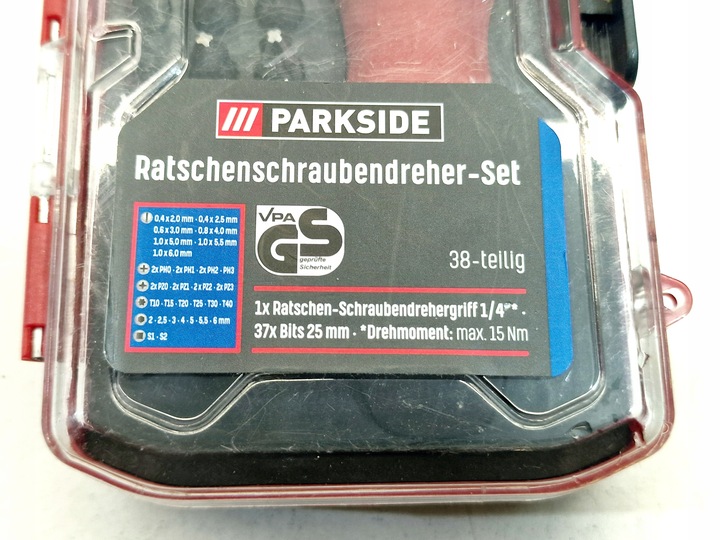 PARKSIDE
Ratschenschraubendreher-Set
0.4 x 2.0 mm · 0.4 x 2.5 mm
0.6 x 3.0 mm · 0.8 x 4.0 mm
1.0 x 5.0 mm · 1.0 x 5.5 mm
1.0 x 6.0 mm
2x PH0 · 2x PH1 · 2x PH2 · PH3
2x PZ0 · 2x PZ1 · 2x PZ2 · 2x PZ3
T10 · T15 · T20 · T25 · T30 · T40
2 · 2,5 · 3 · 4 · 5 · 5,5 · 6 mm
S1 · S2
VPA
GS
geprüfte
Sicherheit
38-teilig
1x Ratschen-Schraubendrehergriff 1/4"* ·
37x Bits 25 mm · *Drehmoment: max. 15 Nm